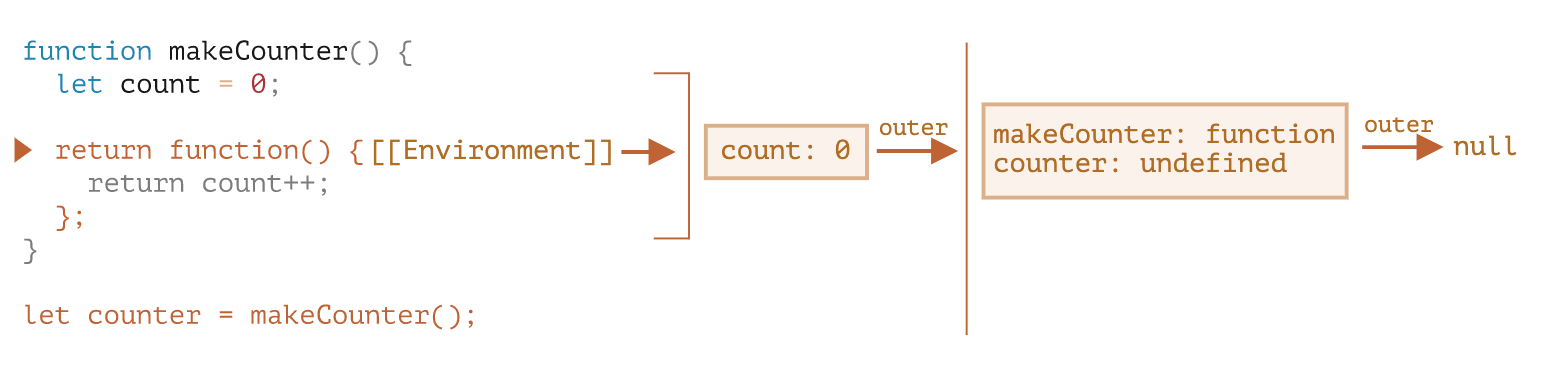 function makeCounter() {
  let count = 0;
  return function() { [[Environment]]
    return count++;
  };
}
let counter = makeCounter();
count: 0
outer
makeCounter: function
counter: undefined
outer
null